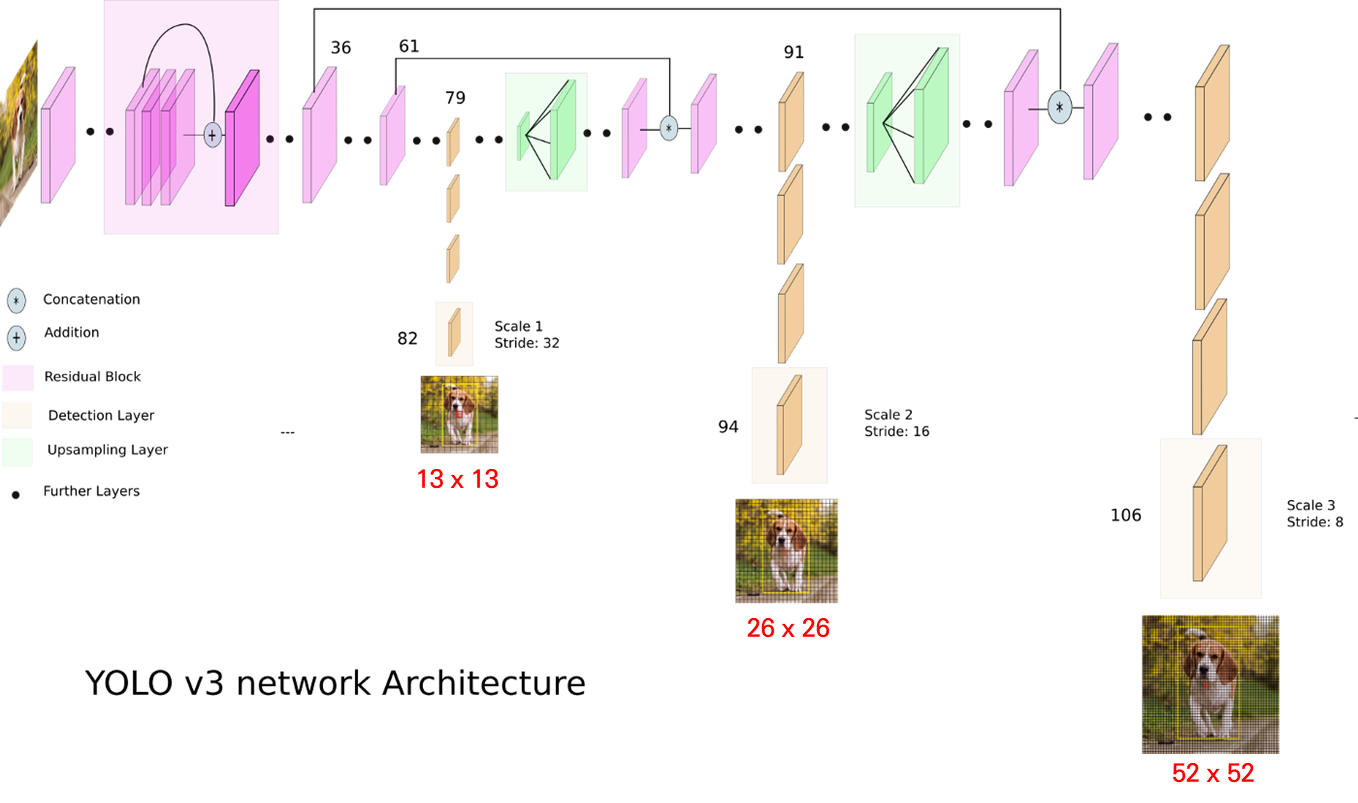 36
61
79
91
*
*
+
*
Concatenation
+
Addition
Residual Block
Detection Layer
Upsampling Layer
Further Layers
---
82
Scale 1
Stride: 32
13 x 13
94
Scale 2
Stride: 16
26 x 26
106
Scale 3
Stride: 8
52 x 52
YOLO v3 network Architecture